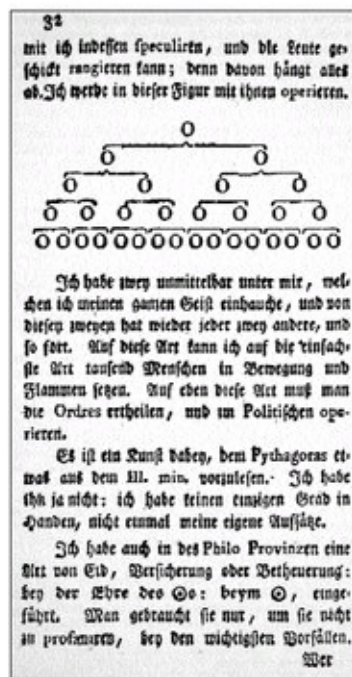 32
mit ich indessen speculiren, und die Leute ge-
schickt rangieren kann; denn davon hängt alles
ab. Ich werde in dieser Figur mit ihnen operieren.
O
O O
O O O O
O O O O O O O O
O O O O O O O O O O O O O O O O
Ich habe zwey unmittelbar unter mir, wel-
chen ich meinen ganzen Geist einhauche, und von
diesen zweyen hat wieder jeder zwey andere, und
so fort. Auf diese Art kann ich auf die einfach-
ste Art tausend Menschen in Bewegung und
Flammen setzen. Auf eben diese Art muß man
die Ordres ertheilen, und im Politischen ope-
rieren.
Es ist ein Kunst dabey, dem Pythagoras et-
was aus dem Ill. min. vorzulesen. Ich habe
ihn ja nicht: ich habe keinen einzigen Grad in
Handen, nicht einmal meine eigene Aufsätze.
Ich habe auch in des Philo Provinzen eine
Art von Eid, Versicherung oder Betheuerung:
bey der Ehre des ⊙s: beym ⊙, einge-
führt. Man gebraucht sie nur, um sie nicht
zu profaniren, bey den wichtigsten Vorfällen.
Wer